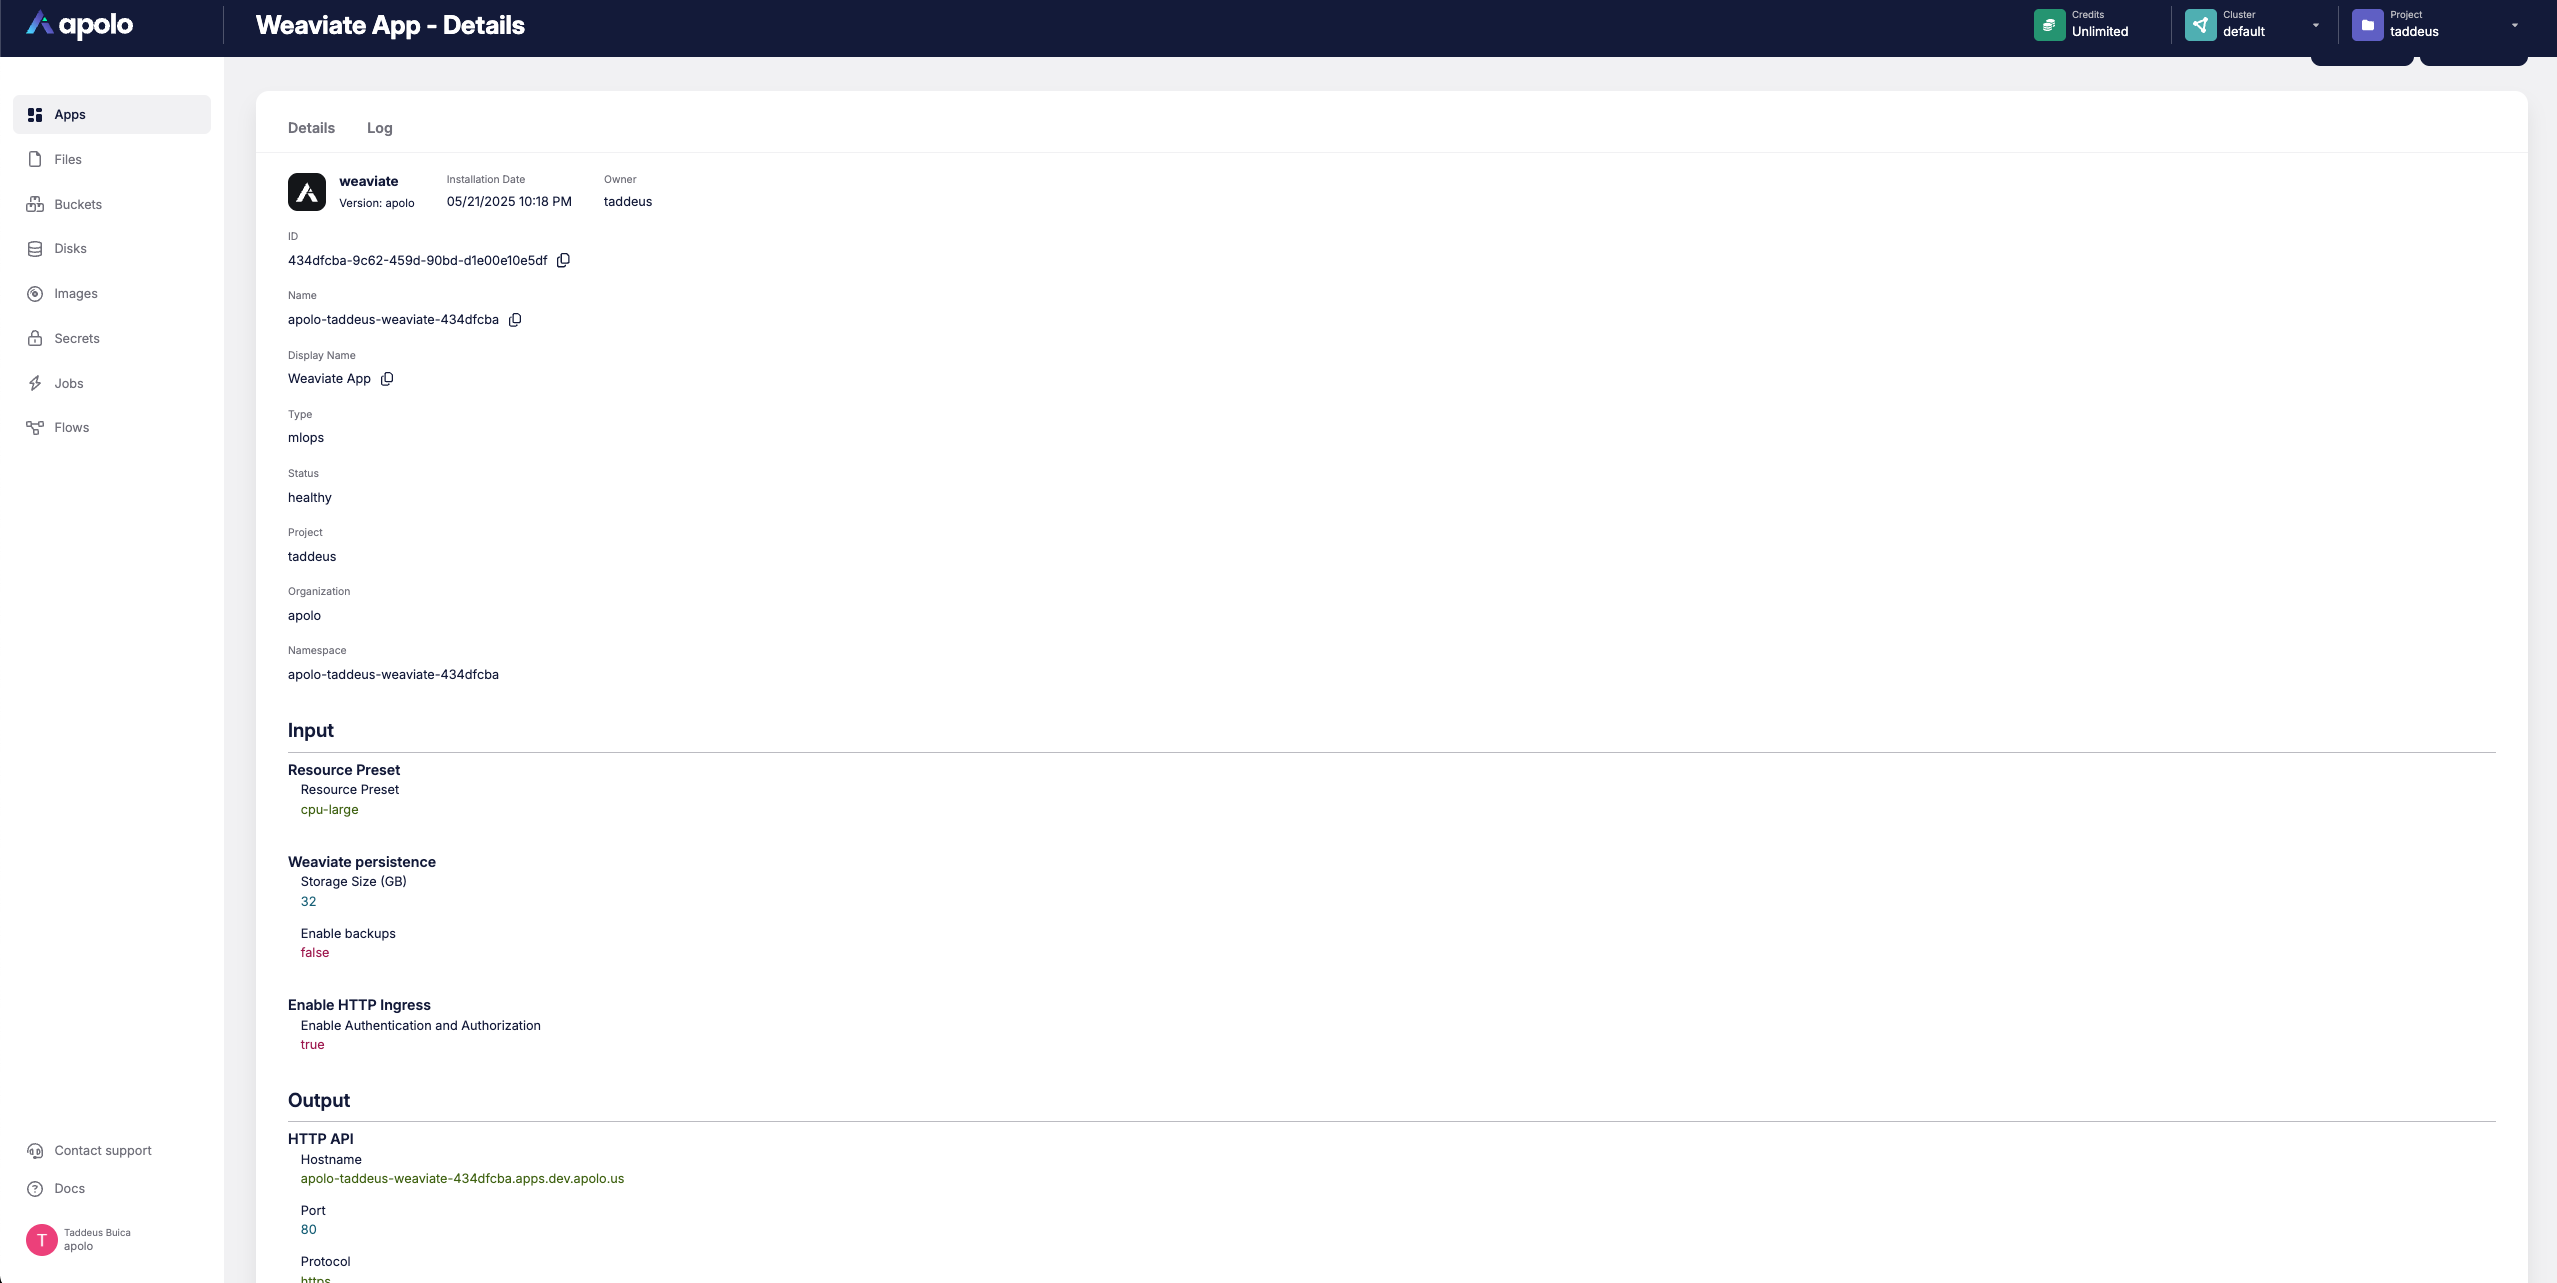 apolo
Weaviate App - Details
Credits
Unlimited
Cluster
default
Project
taddeus
Apps
Files
Buckets
Disks
Images
Secrets
Jobs
Flows
Contact support
Docs
T
Taddeus Buica
apolo
Details
Log
weaviate
Version: apolo
Installation Date
05/21/2025 10:18 PM
Owner
taddeus
ID
434dfcba-9c62-459d-90bd-d1e00e10e5df
Name
apolo-taddeus-weaviate-434dfcba
Display Name
Weaviate App
Type
mlops
Status
healthy
Project
taddeus
Organization
apolo
Namespace
apolo-taddeus-weaviate-434dfcba
Input
Resource Preset
Resource Preset
cpu-large
Weaviate persistence
Storage Size (GB)
32
Enable backups
false
Enable HTTP Ingress
Enable Authentication and Authorization
true
Output
HTTP API
Hostname
apolo-taddeus-weaviate-434dfcba.apps.dev.apolo.us
Port
80
Protocol
https